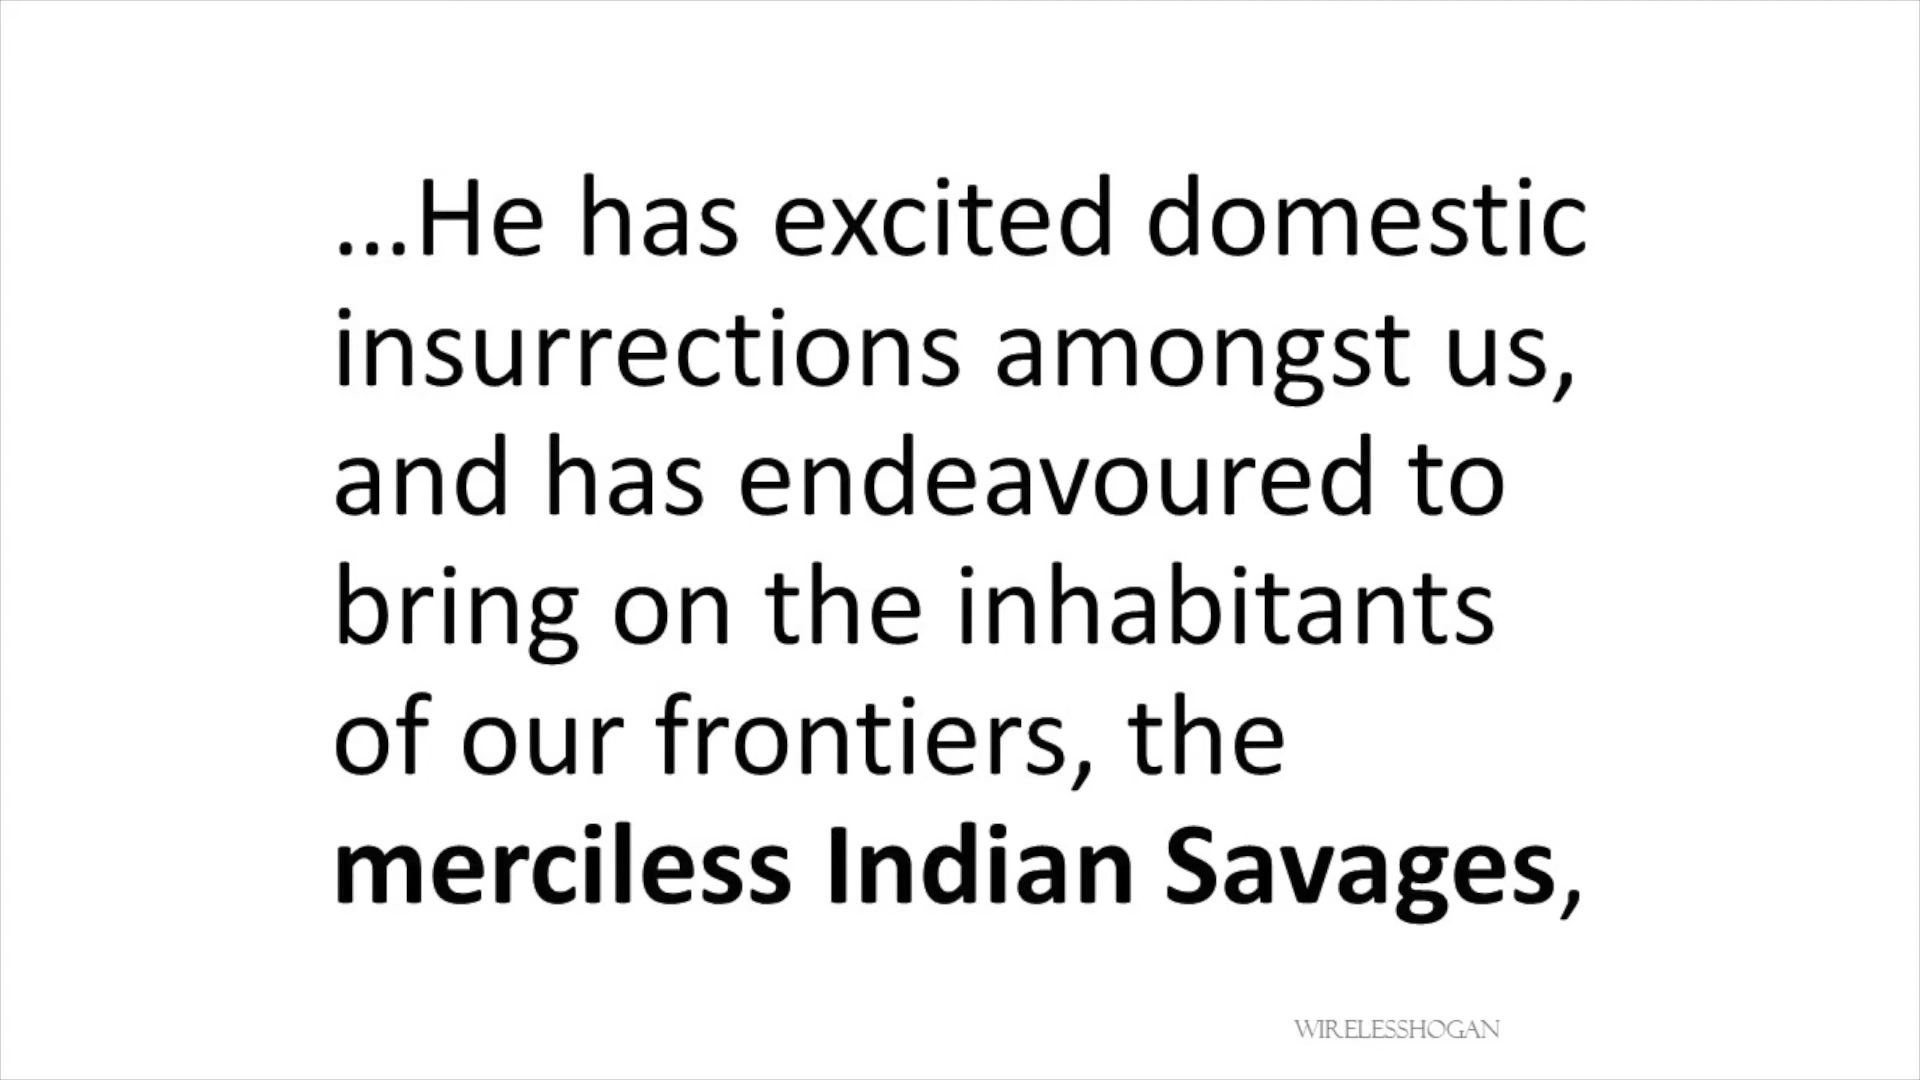 ...He has excited domestic
insurrections amongst us,
and has endeavoured to
bring on the inhabitants
of our frontiers, the
merciless Indian Savages,
WIRELESSHOGAN